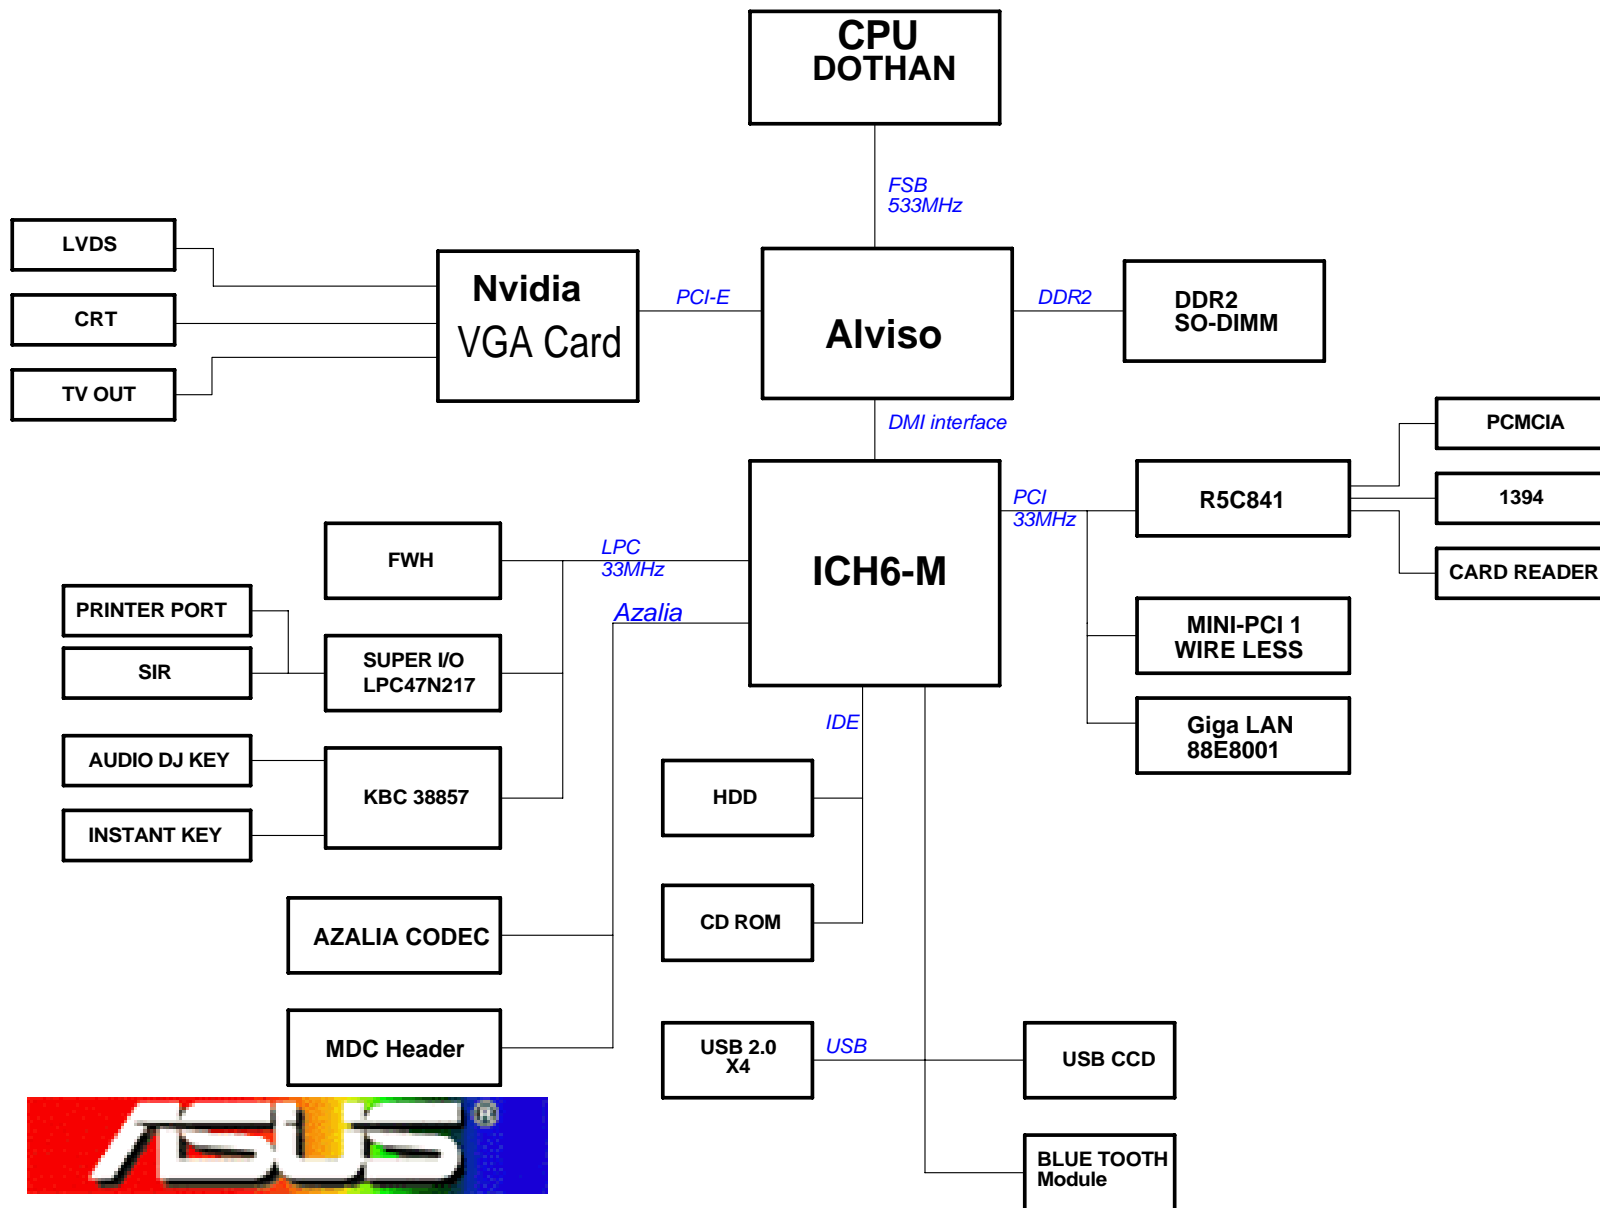 CPU
DOTHAN
FSB
533MHz
LVDS
CRT
TV OUT
Nvidia
VGA Card
PCI-E
Alviso
DDR2
DDR2
SO-DIMM
DMI interface
PCMCIA
1394
CARD READER
R5C841
PCI
33MHz
ICH6-M
MINI-PCI 1
WIRE LESS
Giga LAN
88E8001
LPC
33MHz
FWH
Azalia
PRINTER PORT
SIR
SUPER I/O
LPC47N217
AUDIO DJ KEY
INSTANT KEY
KBC 38857
IDE
HDD
CD ROM
AZALIA CODEC
MDC Header
USB 2.0
X4
USB
USB CCD
BLUE TOOTH
Module
ASUS®